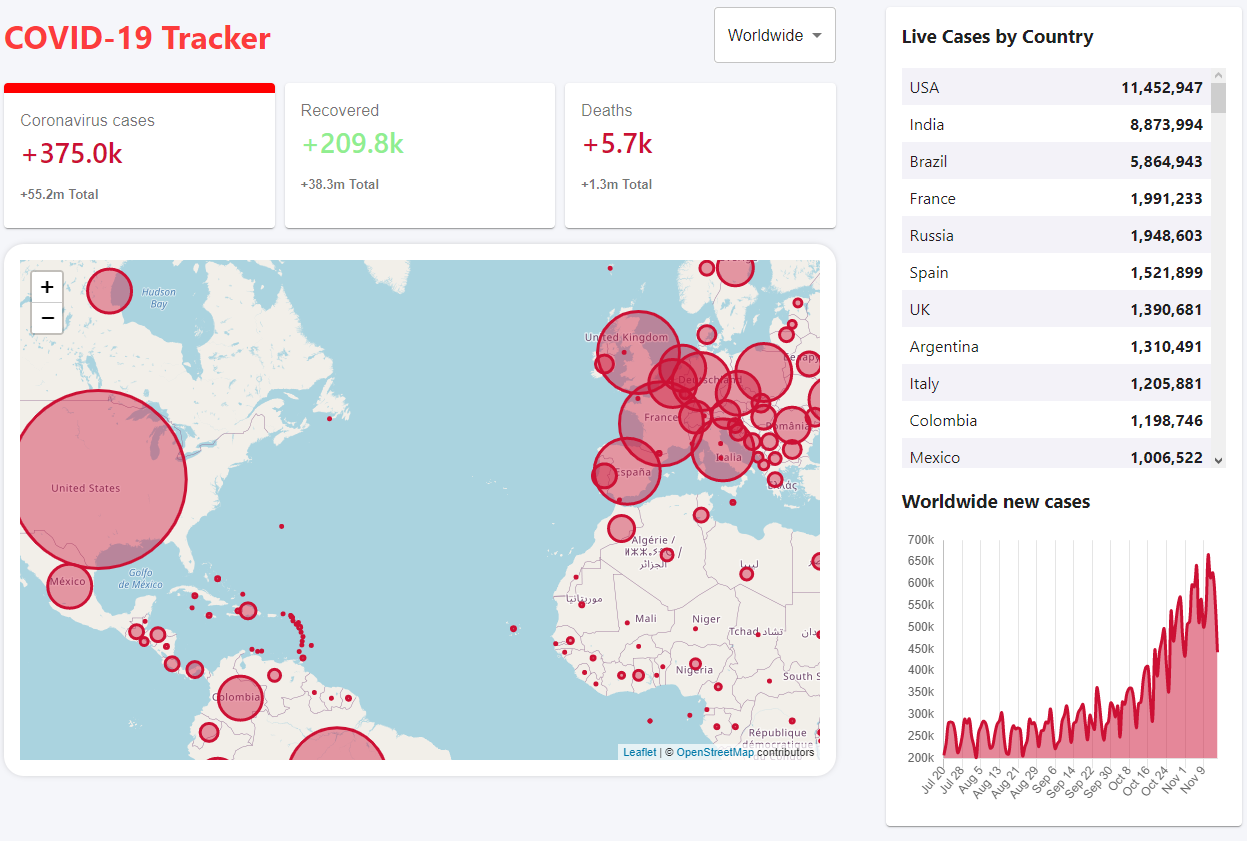 COVID-19 Tracker
Worldwide
Coronavirus cases
+375.0k
+55.2m Total
Recovered
+209.8k
+38.3m Total
Deaths
+5.7k
+1.3m Total
+
−
Hudson
Bay
United Kingdom
Беларусь
Deutschland
France
România
Italia
España
Ελλάς
United States
Algérie /
ⵍⵣⵣⴰⵢⴻⵔ /
الجزائر
ليبيا
México
Golfo
de México
موريتانيا
Mali
Niger
Tchad تشاد
Nigeria
South S
Colombia
République
démocratique
du Congo
Leaflet | © OpenStreetMap contributors
Live Cases by Country
USA 11,452,947
India 8,873,994
Brazil 5,864,943
France 1,991,233
Russia 1,948,603
Spain 1,521,899
UK 1,390,681
Argentina 1,310,491
Italy 1,205,881
Colombia 1,198,746
Mexico 1,006,522
Worldwide new cases
700k
650k
600k
550k
500k
450k
400k
350k
300k
250k
200k
Jul 20
Jul 28
Aug 5
Aug 13
Aug 21
Aug 29
Sep 6
Sep 14
Sep 22
Sep 30
Oct 8
Oct 16
Oct 24
Nov 1
Nov 9